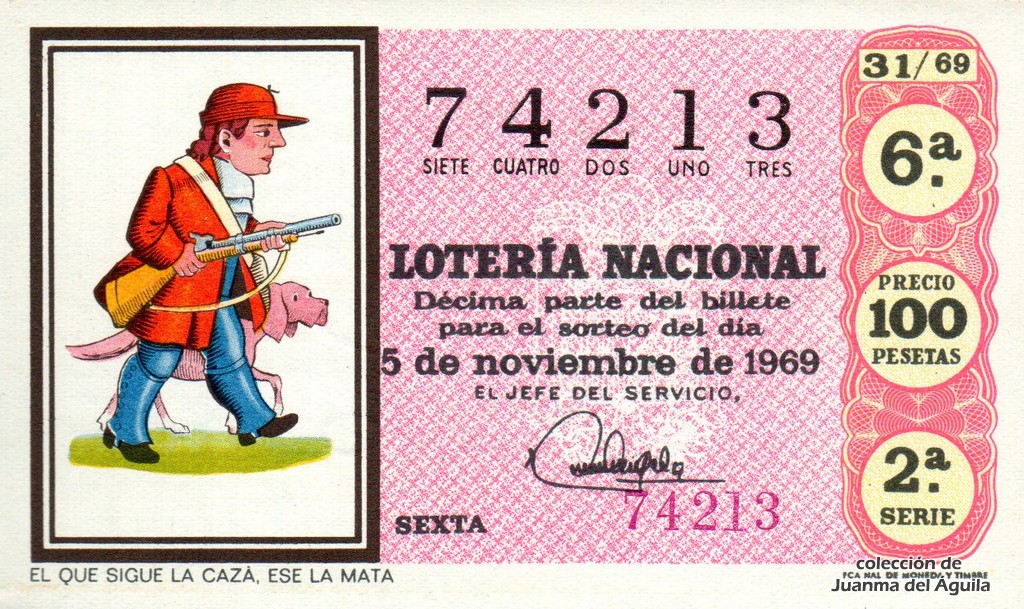 31/69
74213
SIETE CUATRO DOS UNO TRES
6ª.
LOTERÍA NACIONAL
Décima parte del billete
para el sorteo del día
5 de noviembre de 1969
EL JEFE DEL SERVICIO,
PRECIO
100
PESETAS
74213
SEXTA
2ª.
SERIE
EL QUE SIGUE LA CAZÁ, ESE LA MATA
colección de
NAL DE MONEDA Y TIMBRE
Juanma del Aguila